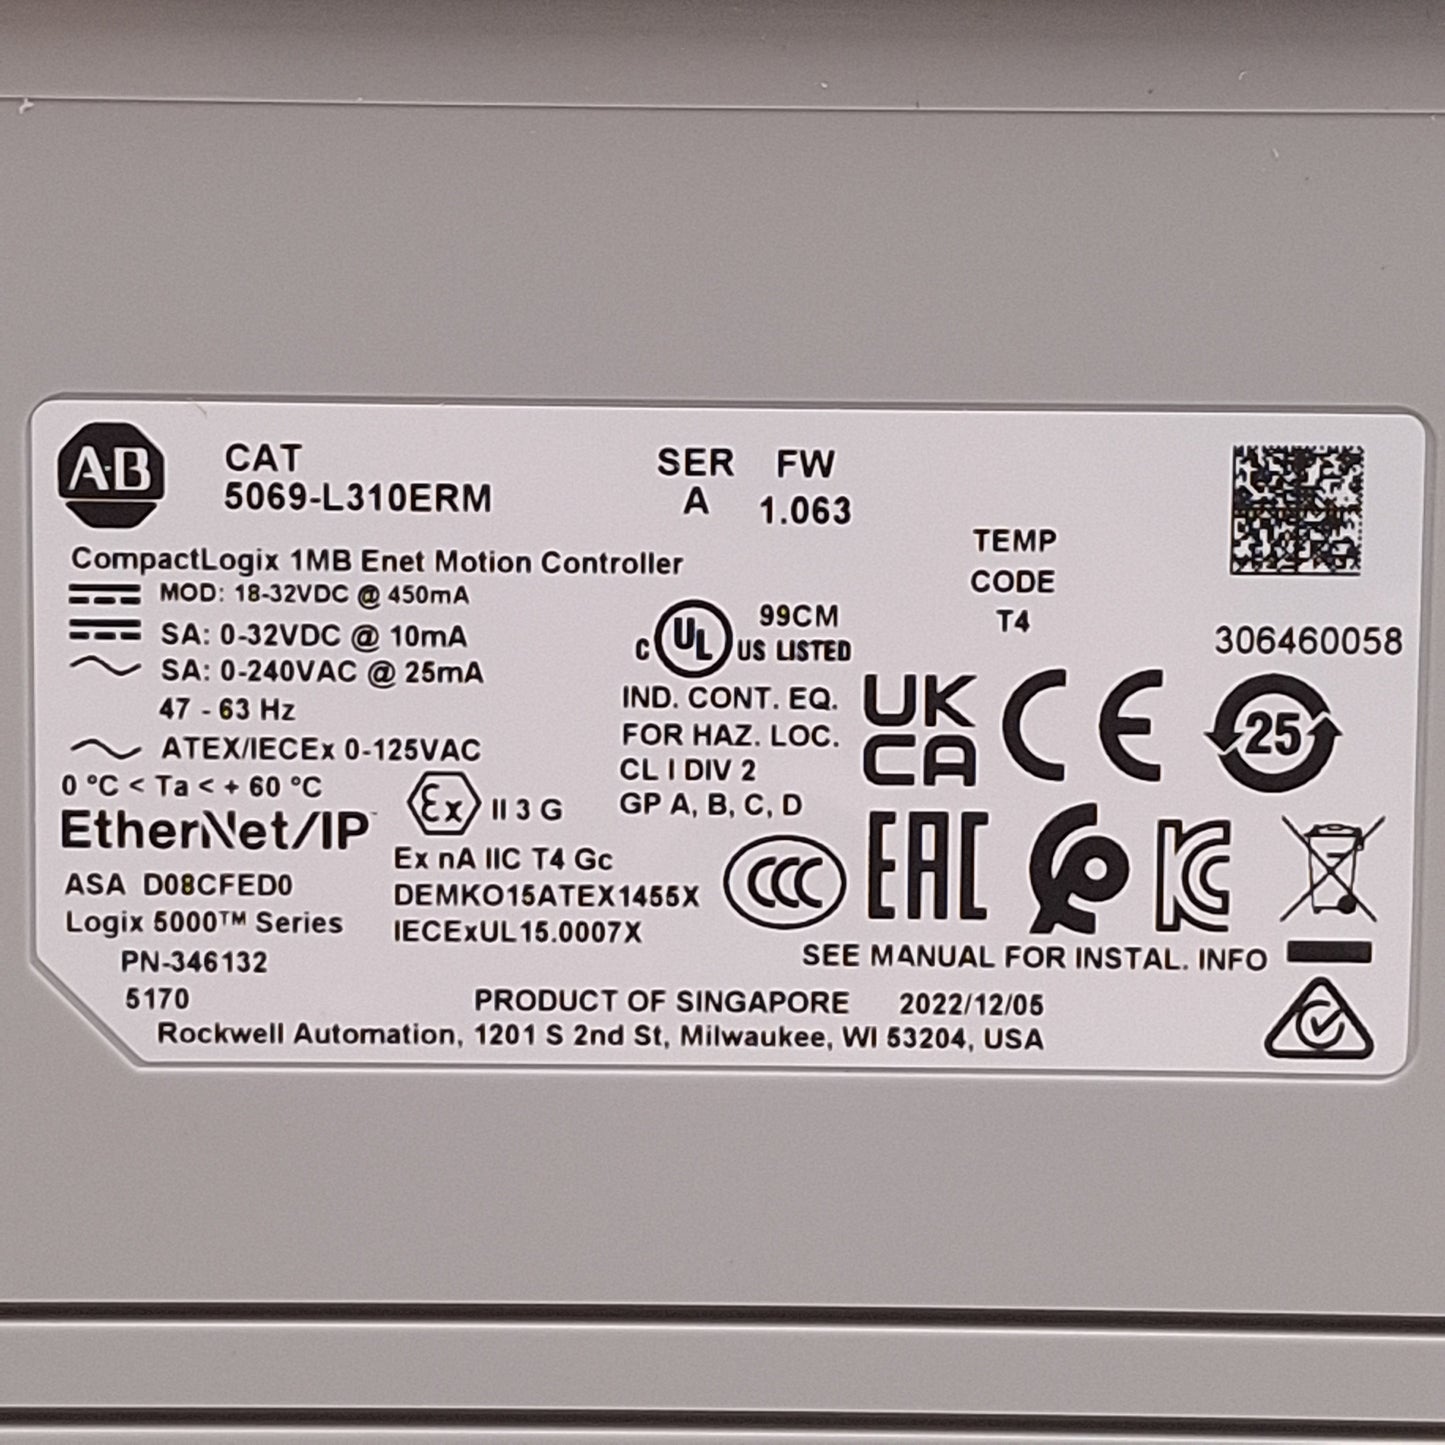 A-B
CAT
5069-L310ERM
SER
A
FW
1.063
CompactLogix 1MB Enet Motion Controller
MOD: 18-32VDC @ 450mA
SA: 0-32VDC @ 10mA
SA: 0-240VAC @ 25mA
47 - 63 Hz
ATEX/IECEx 0-125VAC
0 °C < Ta < + 60 °C
EtherNet/IP
ASA D08CFED0
Logix 5000™ Series
PN-346132
5170
Ex II 3 G
Ex nA IIC T4 Gc
DEMKO15ATEX1455X
IECExUL15.0007X
C UL US LISTED
99CM
IND. CONT. EQ.
FOR HAZ. LOC.
CL I DIV 2
GP A, B, C, D
TEMP
CODE
T4
306460058
UK
CA
CE
25
CCC
EAC
KC
SEE MANUAL FOR INSTAL. INFO
PRODUCT OF SINGAPORE 2022/12/05
Rockwell Automation, 1201 S 2nd St, Milwaukee, WI 53204, USA